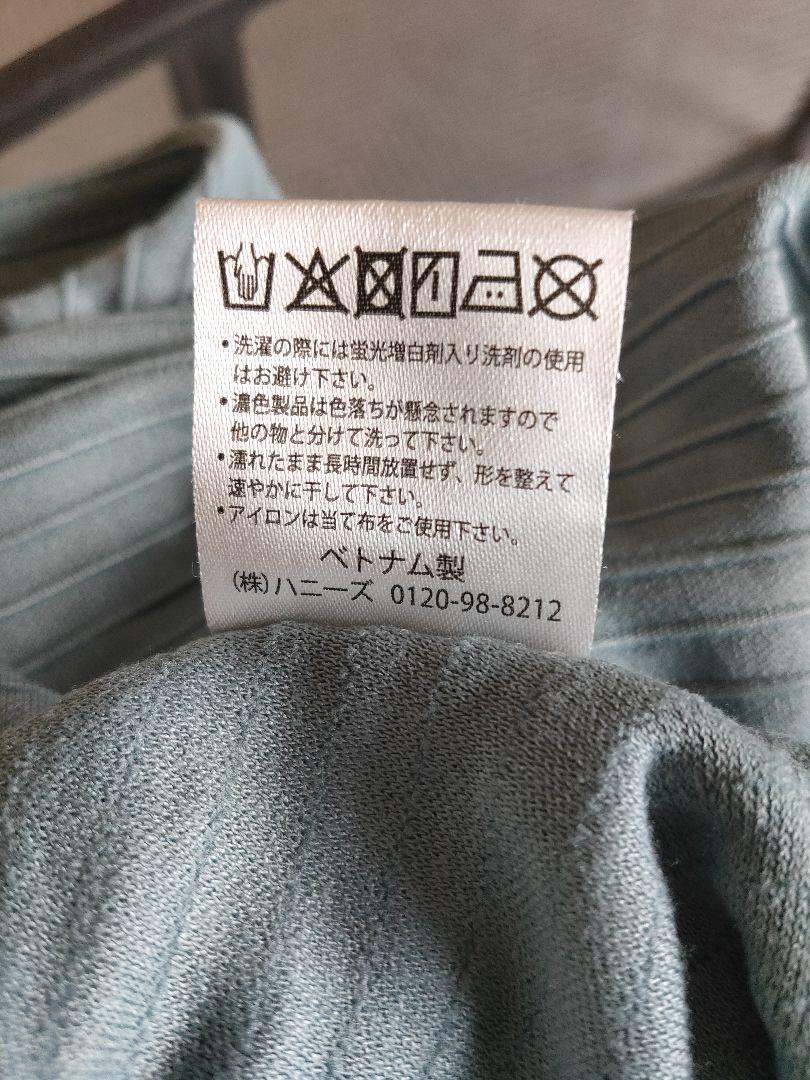 ・洗濯の際には蛍光増白剤入り洗剤の使用
はお避け下さい。
・濃色製品は色落ちが懸念されますので
他の物と分けて洗って下さい。
・濡れたまま長時間放置せず、形を整えて
速やかに干して下さい。
・アイロンは当て布をご使用下さい。
ベトナム製
(株)ハニーズ 0120-98-8212